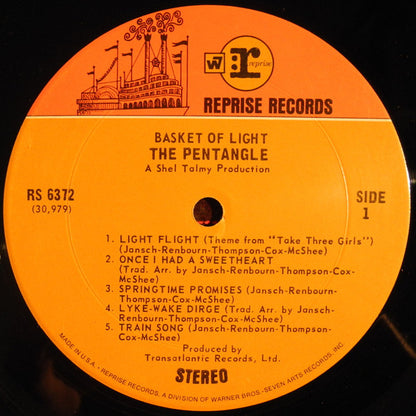 W r reprise
REPRISE RECORDS
BASKET OF LIGHT
THE PENTANGLE
A Shel Talmy Production
RS 6372
(30,979)
SIDE
1
1. LIGHT FLIGHT (Theme from "Take Three Girls")
(Jansch-Renbourn-Thompson-Cox-McShee)
2. ONCE I HAD A SWEETHEART
(Trad. Arr. by Jansch-Renbourn-Thompson-Cox-
McShee)
3. SPRINGTIME PROMISES (Jansch-Renbourn-
Thompson-Cox-McShee)
4. LYKE-WAKE DIRGE (Trad. Arr. by Jansch-
Renbourn-Thompson-Cox-McShee)
5. TRAIN SONG (Jansch-Renbourn-Thompson-
Cox-McShee)
Produced by
Transatlantic Records, Ltd.
STEREO
MADE IN U.S.A. - REPRISE RECORDS, A DIVISION OF WARNER BROS.-SEVEN ARTS RECORDS, INC.